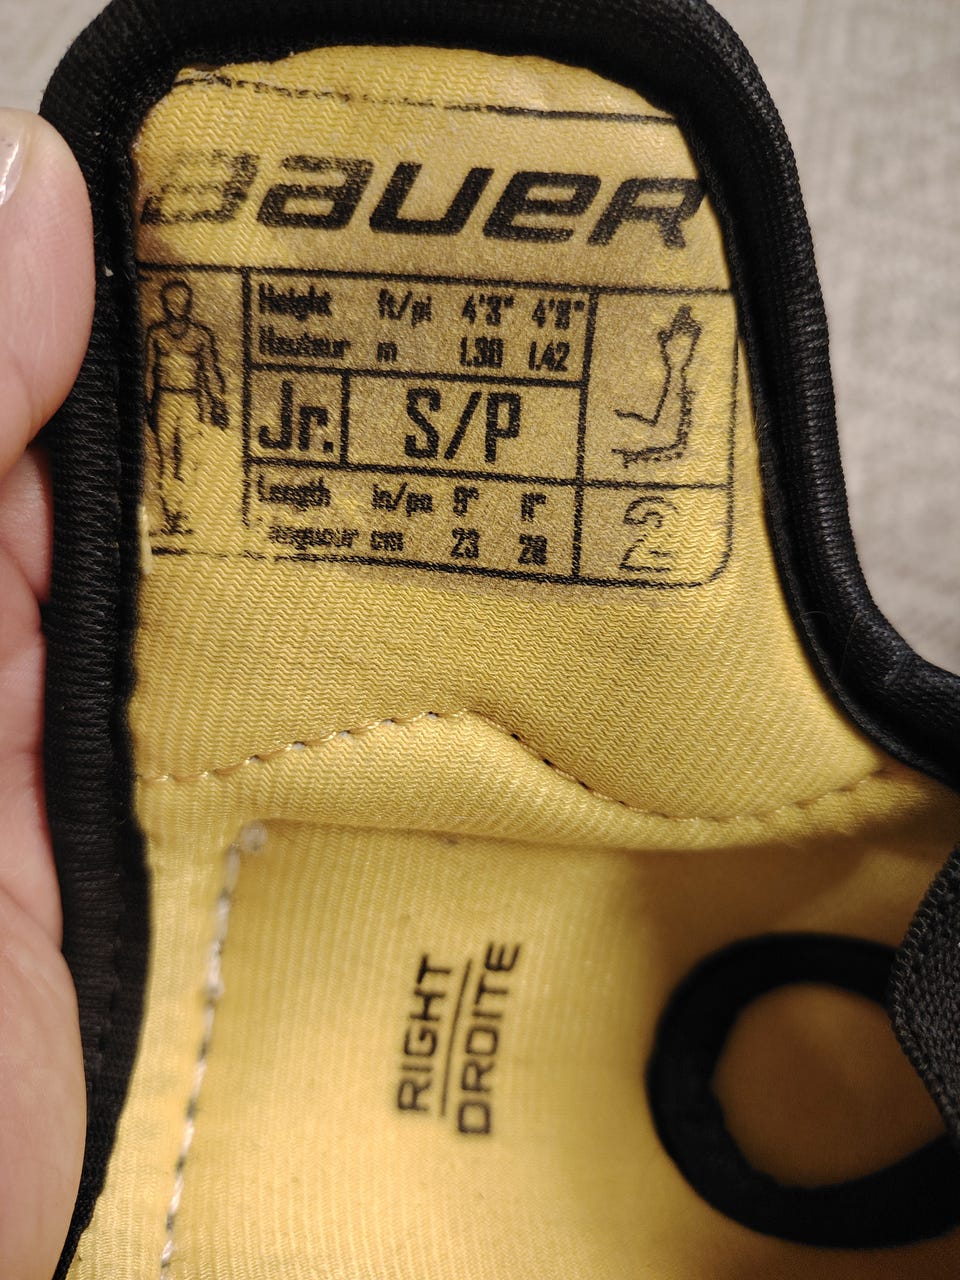 BAUER
Height ft/pi 4'3" 4'8"
Hauteur m 1.30 1.42
Jr. S/P
Length in/po 9" 11"
Longueur cm 23 28
RIGHT
DROITE